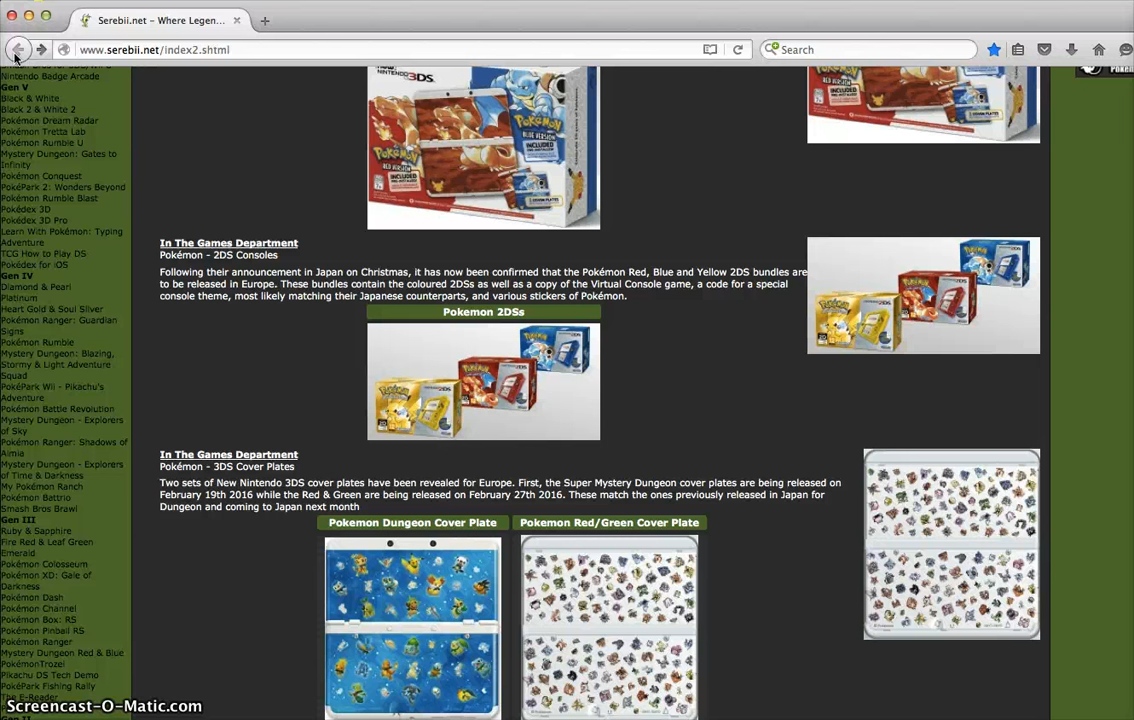 Serebii.net – Where Legen...
www.serebii.net/index2.shtml
Search
Nintendo Badge Arcade
Gen V
Black & White
Black 2 & White 2
Pokémon Dream Radar
Pokémon Tretta Lab
Pokémon Rumble U
Mystery Dungeon: Gates to
Infinity
Pokémon Conquest
PokéPark 2: Wonders Beyond
Pokémon Rumble Blast
Pokédex 3D
Pokédex 3D Pro
Learn With Pokémon: Typing
Adventure
TCG How to Play DS
Pokédex for iOS
Gen IV
Diamond & Pearl
Platinum
Heart Gold & Soul Silver
Pokémon Ranger: Guardian
Signs
Pokémon Rumble
Mystery Dungeon: Blazing,
Stormy & Light Adventure
Squad
PokéPark Wii - Pikachu's
Adventure
Pokémon Battle Revolution
Mystery Dungeon - Explorers
of Sky
Pokémon Ranger: Shadows of
Almia
Mystery Dungeon - Explorers
of Time & Darkness
My Pokémon Ranch
Pokémon Battrio
Smash Bros Brawl
Gen III
Ruby & Sapphire
Fire Red & Leaf Green
Emerald
Pokémon Colosseum
Pokémon XD: Gale of
Darkness
Pokémon Dash
Pokémon Channel
Pokémon Box: RS
Pokémon Pinball RS
Pokémon Ranger
Mystery Dungeon Red & Blue
PokémonTrozei
Pikachu DS Tech Demo
PokéPark Fishing Rally
The E-Reader
NINTENDO 3DS
Pokémon
BLUE VERSION
INCLUDED
Pokémon
RED VERSION
INCLUDED
In The Games Department
Pokémon - 2DS Consoles
Following their announcement in Japan on Christmas, it has now been confirmed that the Pokémon Red, Blue and Yellow 2DS bundles are
to be released in Europe. These bundles contain the coloured 2DSs as well as a copy of the Virtual Console game, a code for a special
console theme, most likely matching their Japanese counterparts, and various stickers of Pokémon.
Pokemon 2DSs
In The Games Department
Pokémon - 3DS Cover Plates
Two sets of New Nintendo 3DS cover plates have been revealed for Europe. First, the Super Mystery Dungeon cover plates are being released on
February 19th 2016 while the Red & Green are being released on February 27th 2016. These match the ones previously released in Japan for
Dungeon and coming to Japan next month
Pokemon Dungeon Cover Plate Pokemon Red/Green Cover Plate
Screencast-O-Matic.com